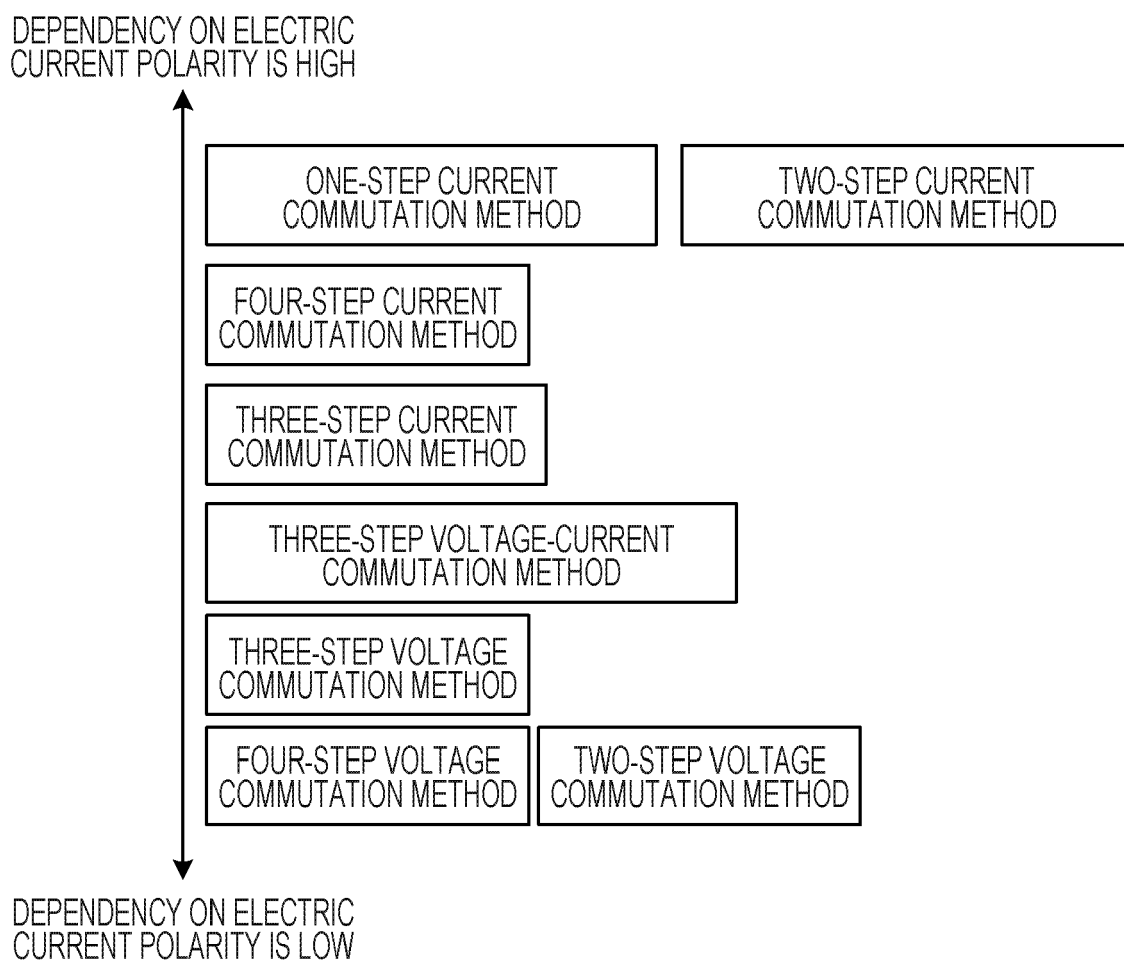 DEPENDENCY ON ELECTRIC
CURRENT POLARITY IS HIGH
ONE-STEP CURRENT
COMMUTATION METHOD
TWO-STEP CURRENT
COMMUTATION METHOD
FOUR-STEP CURRENT
COMMUTATION METHOD
THREE-STEP CURRENT
COMMUTATION METHOD
THREE-STEP VOLTAGE-CURRENT
COMMUTATION METHOD
THREE-STEP VOLTAGE
COMMUTATION METHOD
FOUR-STEP VOLTAGE
COMMUTATION METHOD
TWO-STEP VOLTAGE
COMMUTATION METHOD
DEPENDENCY ON ELECTRIC
CURRENT POLARITY IS LOW